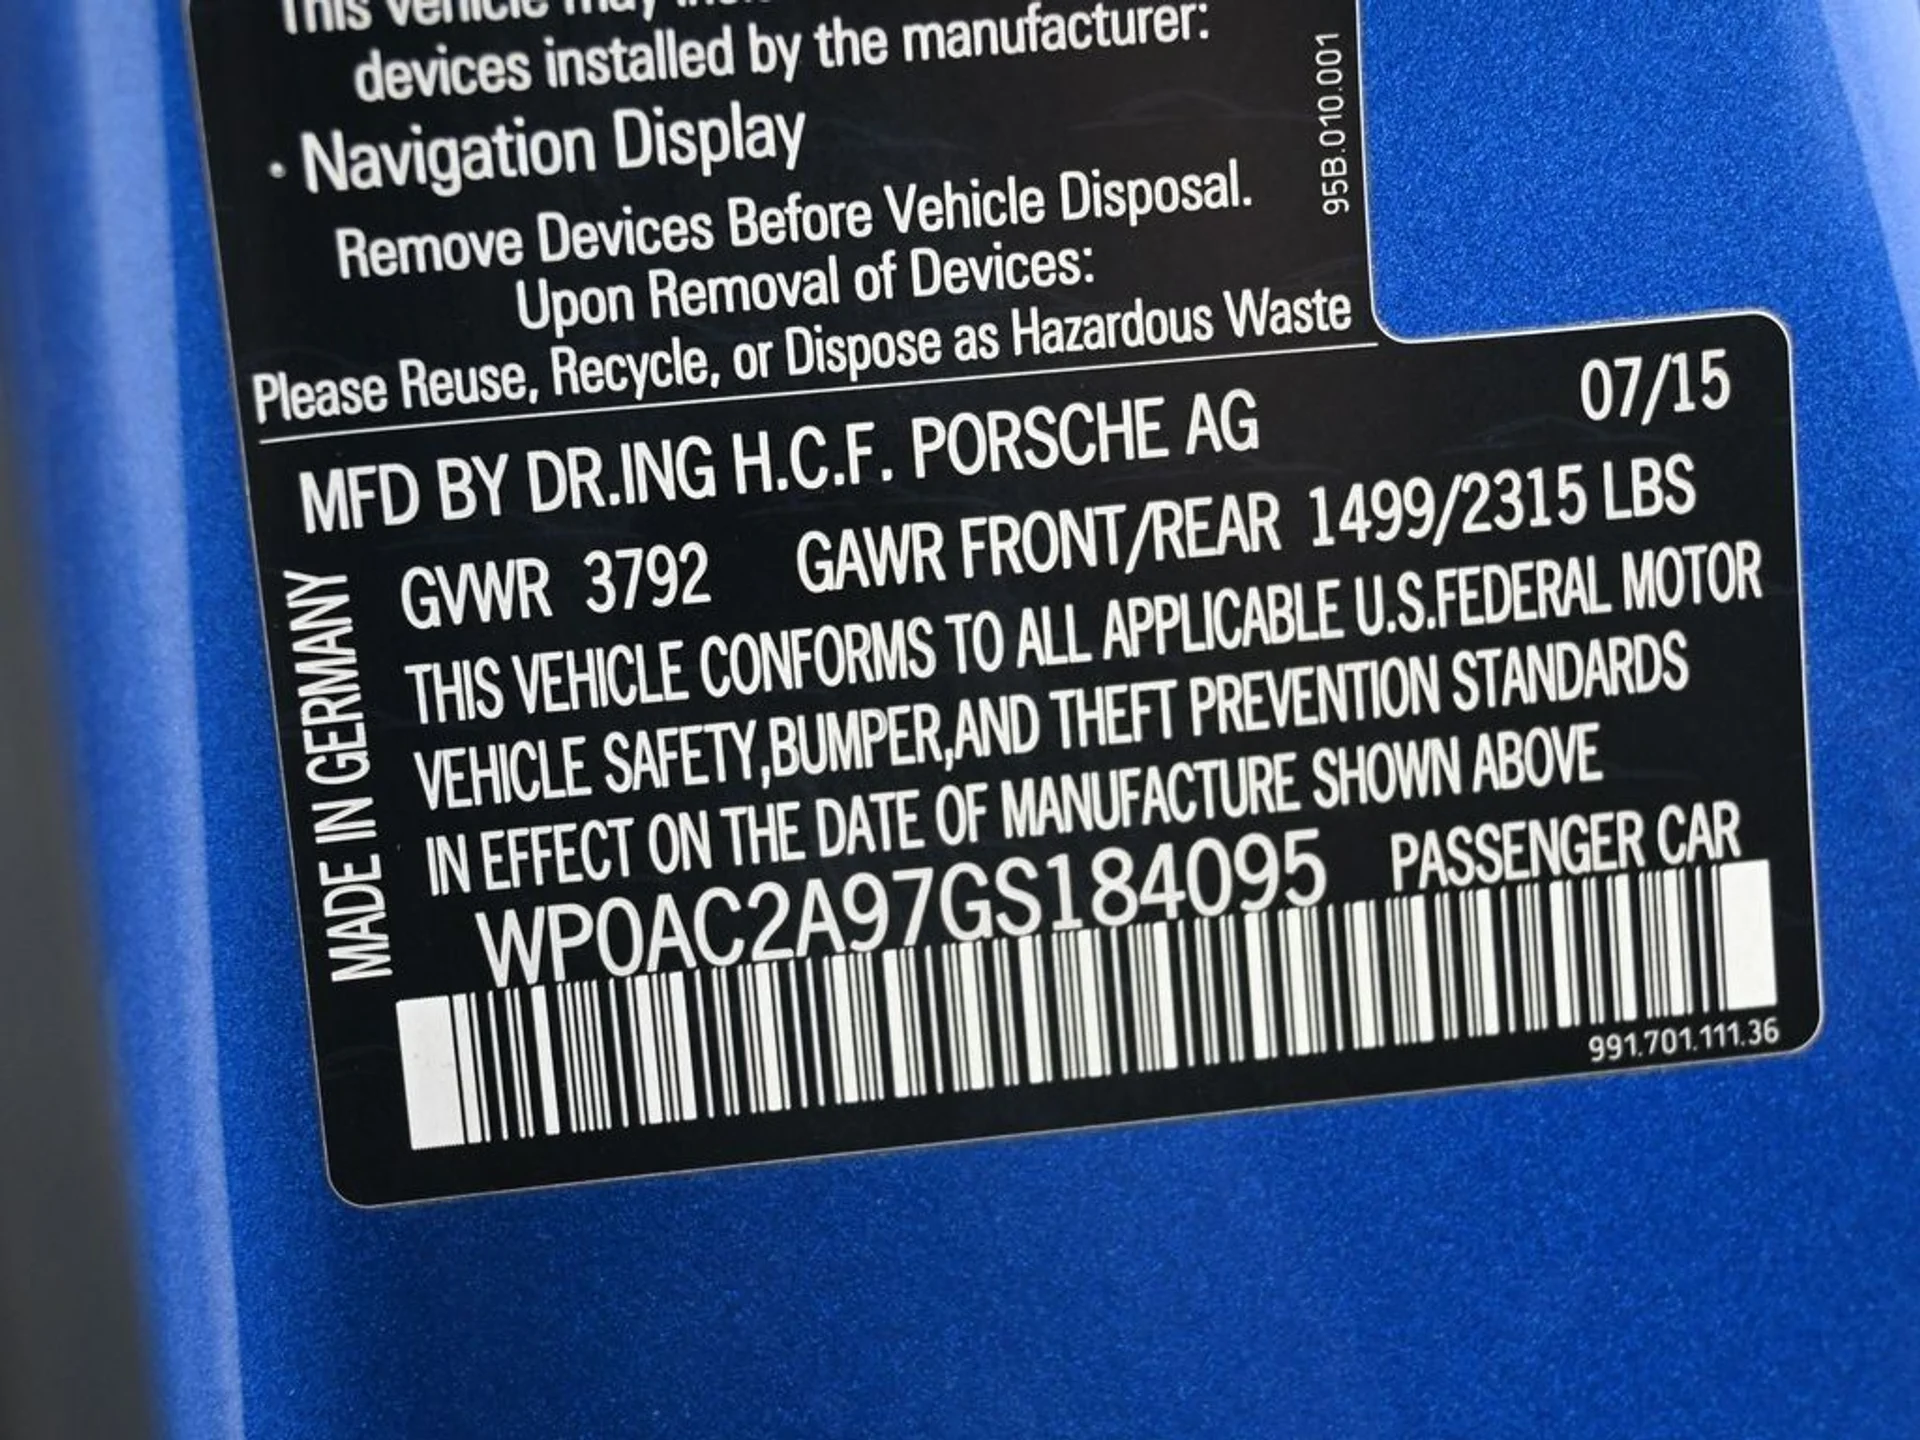 This vehicle may
devices installed by the manufacturer:
· Navigation Display
Remove Devices Before Vehicle Disposal.
Upon Removal of Devices:
Please Reuse, Recycle, or Dispose as Hazardous Waste
95B.010.001
MFD BY DR.ING H.C.F. PORSCHE AG 07/15
GVWR 3792 GAWR FRONT/REAR 1499/2315 LBS
THIS VEHICLE CONFORMS TO ALL APPLICABLE U.S.FEDERAL MOTOR
VEHICLE SAFETY,BUMPER,AND THEFT PREVENTION STANDARDS
IN EFFECT ON THE DATE OF MANUFACTURE SHOWN ABOVE
WP0AC2A97GS184095 PASSENGER CAR
MADE IN GERMANY
991.701.111.36